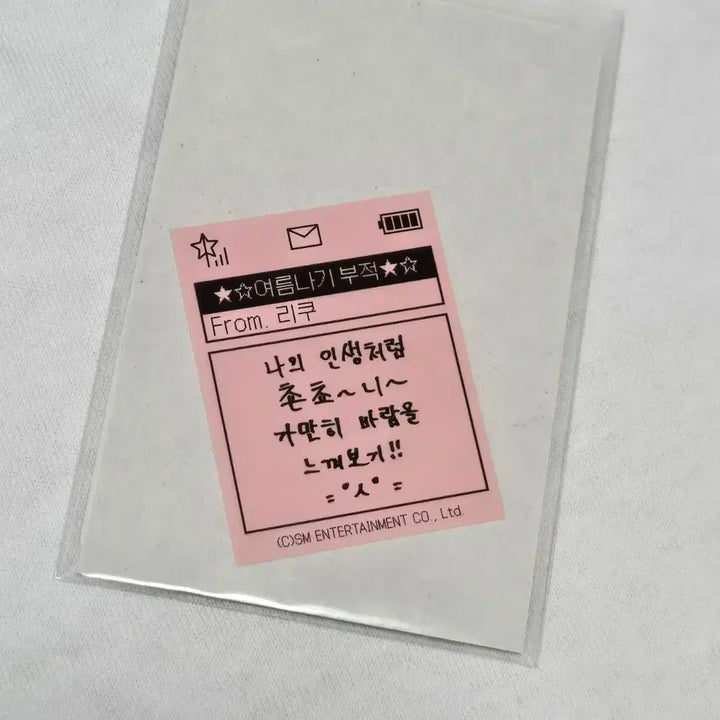 ★☆여름나기 부적★☆
From. 리쿠
나의 인생처럼
촌쵸~니~
가만히 바람을
느껴보기!!
=°ㅅ°=
(C)SM ENTERTAINMENT CO., Ltd.